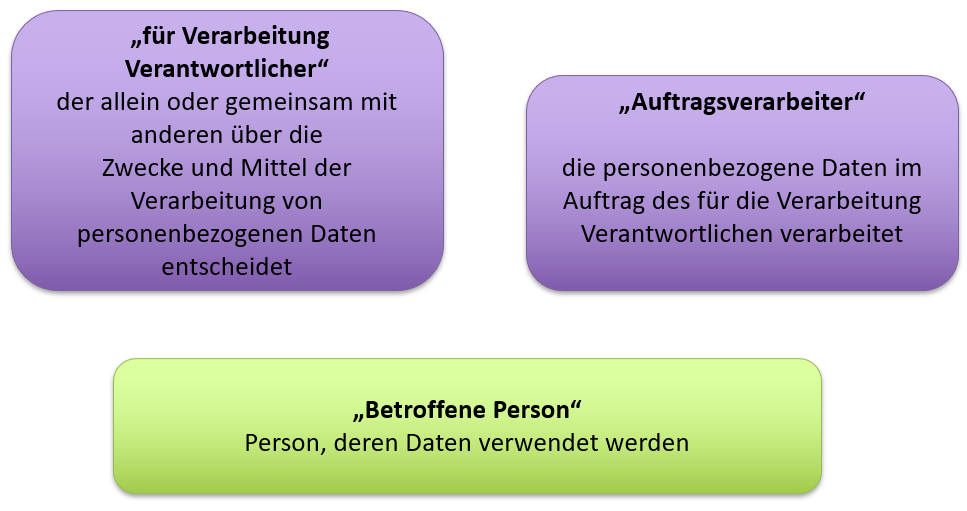 „für Verarbeitung
Verantwortlicher“
der allein oder gemeinsam mit
anderen über die
Zwecke und Mittel der
Verarbeitung von
personenbezogenen Daten
entscheidet
„Auftragsverarbeiter“
die personenbezogene Daten im
Auftrag des für die Verarbeitung
Verantwortlichen verarbeitet
„Betroffene Person“
Person, deren Daten verwendet werden